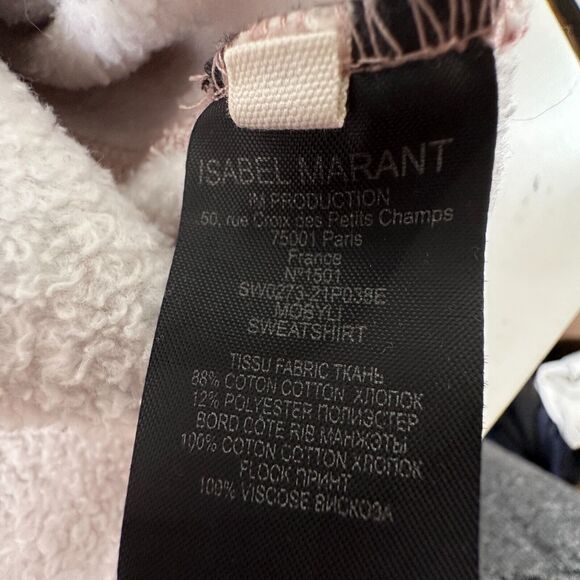 ISABEL MARANT
IM PRODUCTION
50, rue Croix des Petits Champs
75001 Paris
France
N°1501
SW0273-21P038E
MOBYLI
SWEATSHIRT
TISSU FABRIC ТКАНЬ
88% COTON COTTON ХЛОПОК
12% POLYESTER ПОЛИЭСТЕР
BORD CÔTE RIB МАНЖЭТЫ
100% COTON COTTON ХЛОПОК
FLOCK ПРИНТ
100% VISCOSE ВИСКОЗА